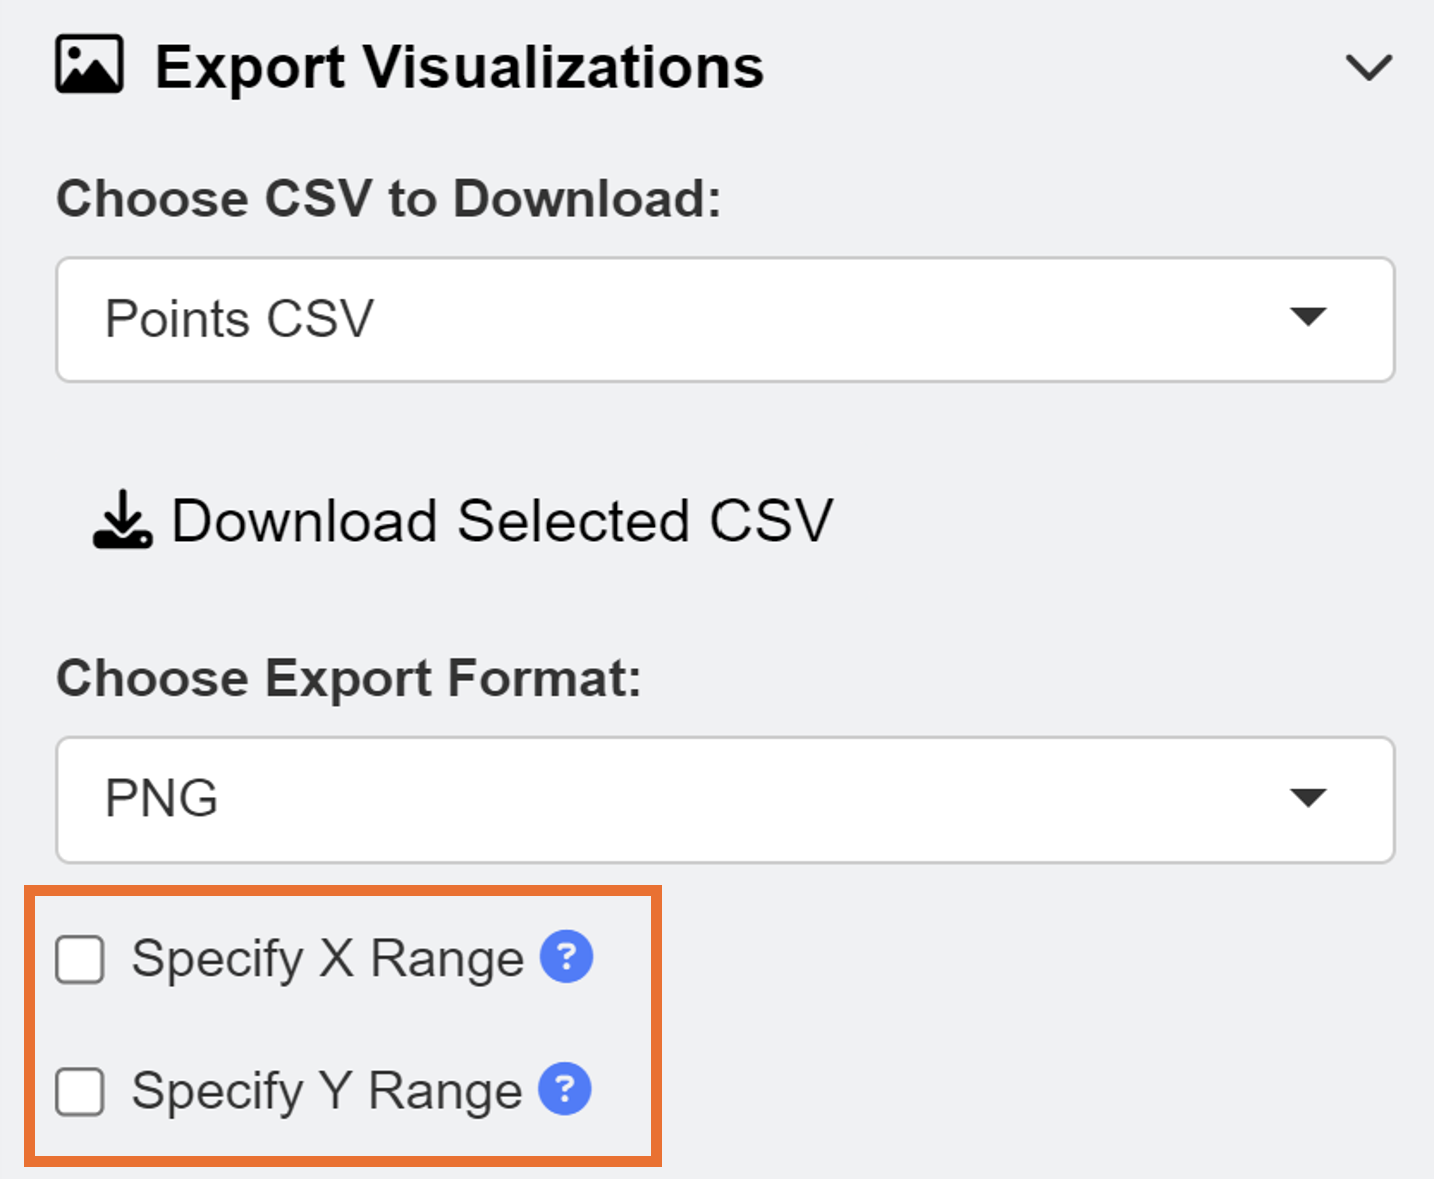 Export Visualizations
Choose CSV to Download:
Points CSV
Download Selected CSV
Choose Export Format:
PNG
Specify X Range ?
Specify Y Range ?